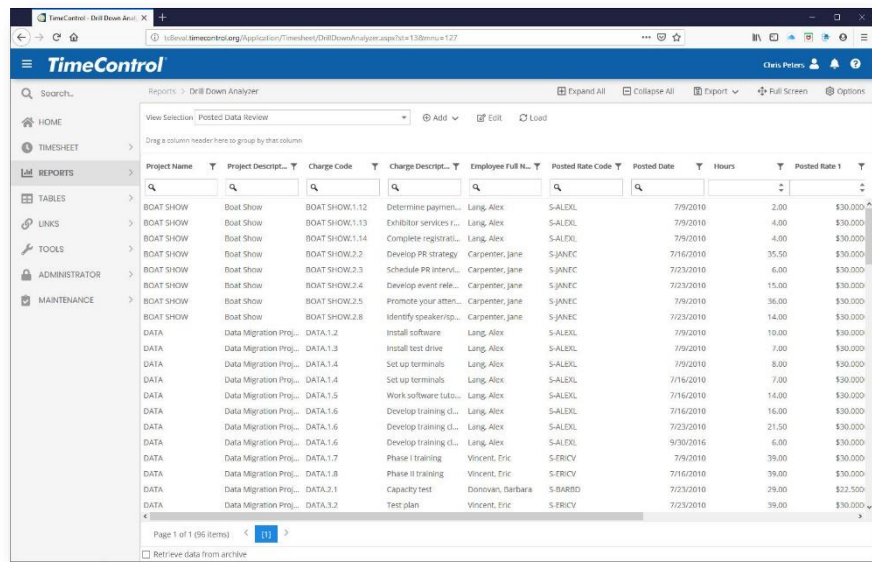 TimeControl - Drill Down Analy
tc8eval.timecontrol.org/Application/Timesheet/DrillDownAnalyzer.aspx?st=138&mnu=127
TimeControl
Chris Peters
Search...
Reports > Drill Down Analyzer
Expand All Collapse All Export Full Screen Options
HOME
TIMESHEET
REPORTS
TABLES
LINKS
TOOLS
ADMINISTRATOR
MAINTENANCE
View Selection Posted Data Review Add Edit Load
Drag a column header here to group by that column
Project Name Project Descript... Charge Code Charge Descript... Employee Full N... Posted Rate Code Posted Date Hours Posted Rate 1
BOAT SHOW Boat Show BOAT SHOW.1.12 Determine paymen... Lang, Alex S-ALEXL 7/9/2010 2.00 $30.000
BOAT SHOW Boat Show BOAT SHOW.1.13 Exhibitor services r... Lang, Alex S-ALEXL 7/9/2010 4.00 $30.000
BOAT SHOW Boat Show BOAT SHOW.1.14 Complete registrati... Lang, Alex S-ALEXL 7/9/2010 4.00 $30.000
BOAT SHOW Boat Show BOAT SHOW.2.2 Develop PR strategy Carpenter, Jane S-JANEC 7/16/2010 35.50 $30.000
BOAT SHOW Boat Show BOAT SHOW.2.3 Schedule PR intervi... Carpenter, Jane S-JANEC 7/23/2010 6.00 $30.000
BOAT SHOW Boat Show BOAT SHOW.2.4 Develop event rele... Carpenter, Jane S-JANEC 7/23/2010 15.00 $30.000
BOAT SHOW Boat Show BOAT SHOW.2.5 Promote your atten... Carpenter, Jane S-JANEC 7/9/2010 36.00 $30.000
BOAT SHOW Boat Show BOAT SHOW.2.8 Identify speaker/sp... Carpenter, Jane S-JANEC 7/23/2010 14.00 $30.000
DATA Data Migration Proj... DATA.1.2 Install software Lang, Alex S-ALEXL 7/9/2010 10.00 $30.000
DATA Data Migration Proj... DATA.1.3 Install test drive Lang, Alex S-ALEXL 7/9/2010 7.00 $30.000
DATA Data Migration Proj... DATA.1.4 Set up terminals Lang, Alex S-ALEXL 7/9/2010 8.00 $30.000
DATA Data Migration Proj... DATA.1.4 Set up terminals Lang, Alex S-ALEXL 7/16/2010 7.00 $30.000
DATA Data Migration Proj... DATA.1.5 Work software tuto... Lang, Alex S-ALEXL 7/16/2010 14.00 $30.000
DATA Data Migration Proj... DATA.1.6 Develop training cl... Lang, Alex S-ALEXL 7/16/2010 16.00 $30.000
DATA Data Migration Proj... DATA.1.6 Develop training cl... Lang, Alex S-ALEXL 7/23/2010 21.50 $30.000
DATA Data Migration Proj... DATA.1.6 Develop training cl... Lang, Alex S-ALEXL 9/30/2016 6.00 $30.000
DATA Data Migration Proj... DATA.1.7 Phase I training Vincent, Eric S-ERICV 7/9/2010 39.00 $30.000
DATA Data Migration Proj... DATA.1.8 Phase II training Vincent, Eric S-ERICV 7/16/2010 39.00 $30.000
DATA Data Migration Proj... DATA.2.1 Capacity test Donovan, Barbara S-BARBD 7/23/2010 29.00 $22.500
DATA Data Migration Proj... DATA.3.2 Test plan Vincent, Eric S-ERICV 7/23/2010 39.00 $30.000
Page 1 of 1 (96 items) < [1] >
Retrieve data from archive